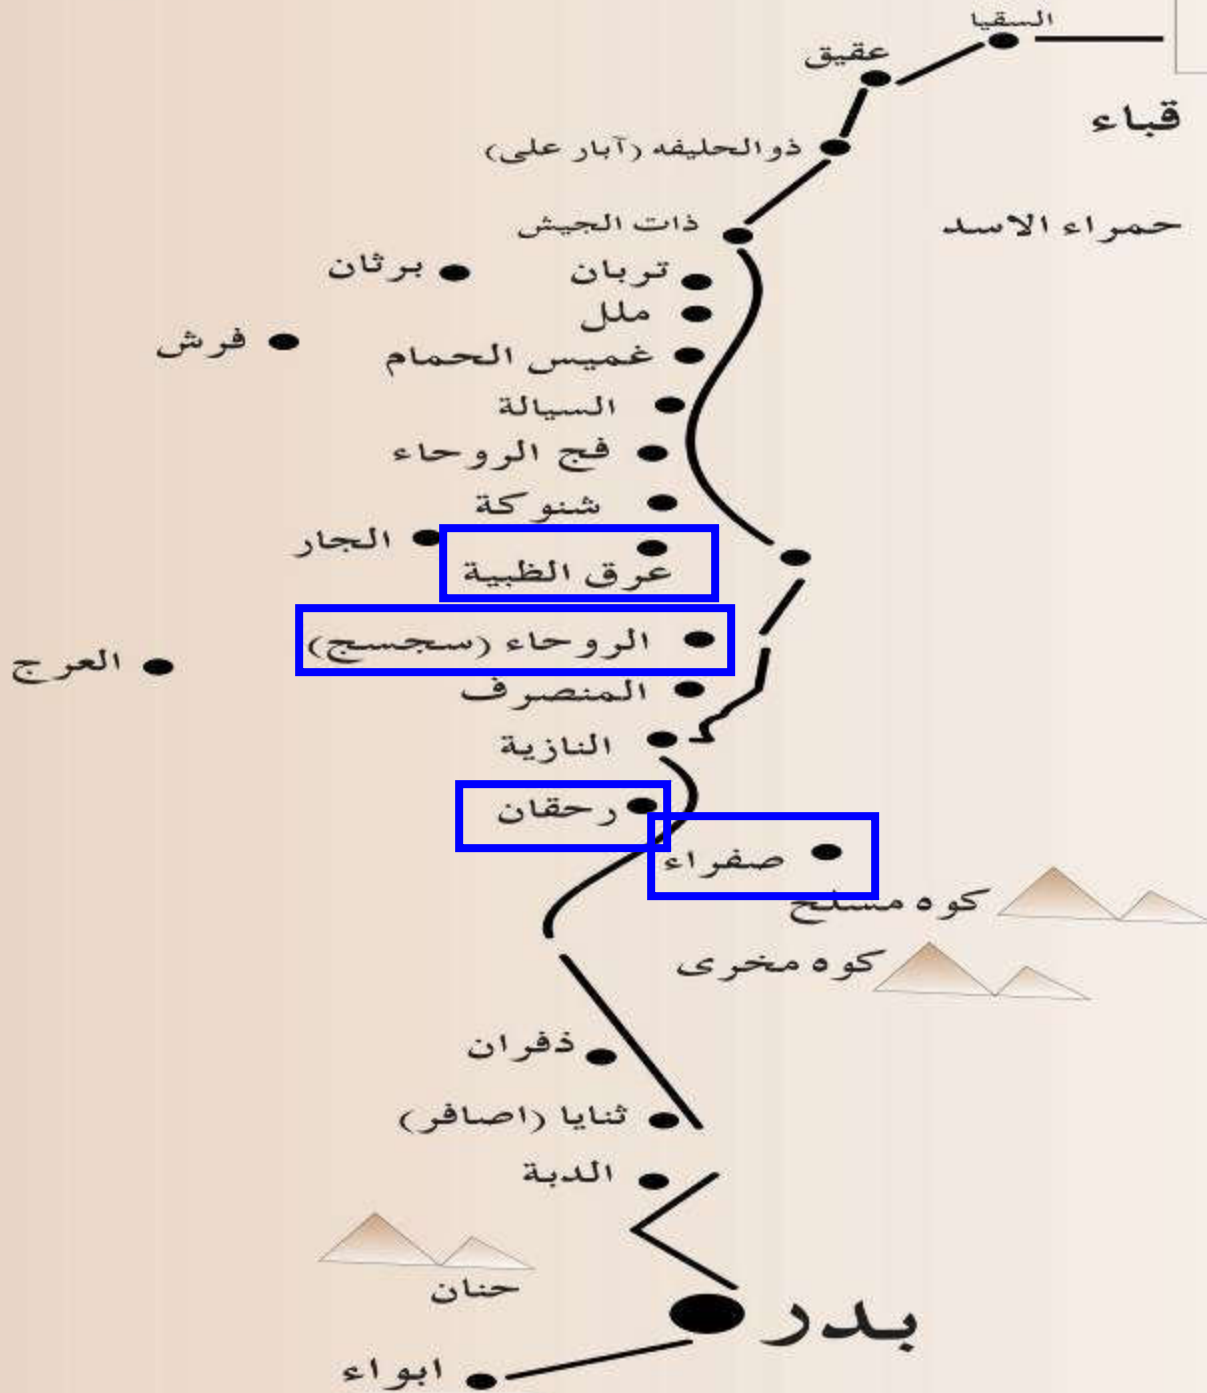 السقيا
عقيق
قباء
ذوالحليفه (آبار على)
ذات الجيش
حمراء الاسد
تربان
برثان
ملل
فرش
غميس الحمام
السيالة
فج الروحاء
شنوكة
الجار
عرق الظبية
الروحاء (سجسج)
العرج
المنصرف
النازية
رحقان
صفراء
كوه مسلح
كوه مخرى
ذفران
ثنايا (اصافر)
الدبة
حنان
بدر
ابواء